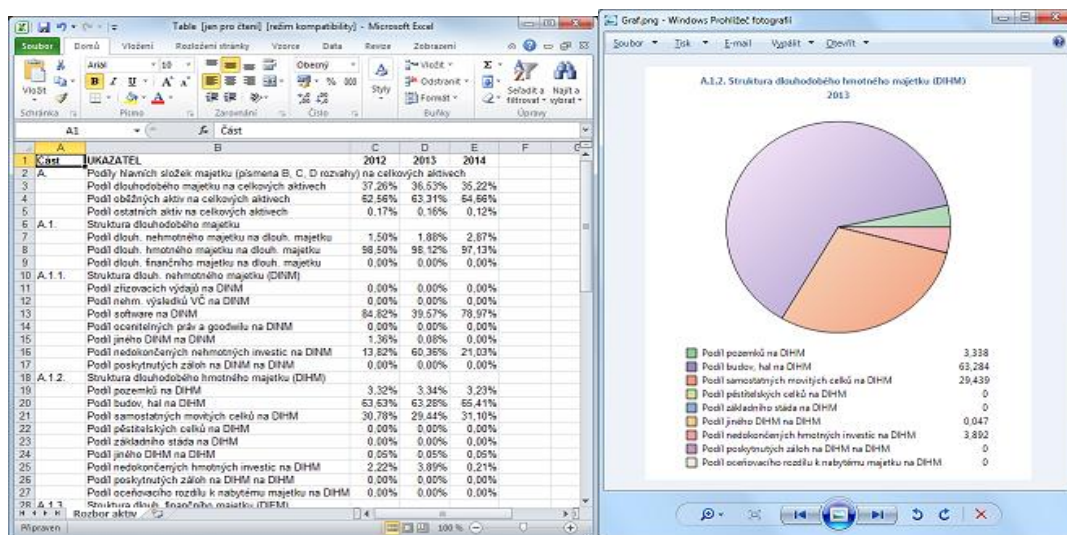 Table [jen pro čtení] [režim kompatibility] - Microsoft Excel
Soubor Domů Vložení Rozložení stránky Vzorce Data Revize Zobrazení
Arial 10 Obecný Vložit
Vložit B I U Styly Odstranit Seřadit a filtrovat Najít a vybrat
Formát
Schránka Písmo Zarovnání Číslo Buňky Úpravy
A1 fx Část
A B C D E F G
1 Část UKAZATEL 2012 2013 2014
2 A. Podíly hlavních složek majetku (písmena B, C, D rozvahy) na celkových aktivech
3 Podíl dlouhodobého majetku na celkových aktivech 37,26% 36,53% 35,22%
4 Podíl oběžných aktiv na celkových aktivech 62,56% 63,31% 64,66%
5 Podíl ostatních aktiv na celkových aktivech 0,17% 0,16% 0,12%
6 A.1. Struktura dlouhodobého majetku
7 Podíl dlouh. nehmotného majetku na dlouh. majetku 1,50% 1,88% 2,87%
8 Podíl dlouh. hmotného majetku na dlouh. majetku 98,50% 98,12% 97,13%
9 Podíl dlouh. finančního majetku na dlouh. majetku 0,00% 0,00% 0,00%
10 A.1.1. Struktura dlouh. nehmotného majetku (DINM)
11 Podíl zřizovacích výdajů na DINM 0,00% 0,00% 0,00%
12 Podíl nehm. výsledků VČ na DINM 0,00% 0,00% 0,00%
13 Podíl software na DINM 84,82% 39,57% 78,97%
14 Podíl ocenitelných práv a goodwilu na DINM 0,00% 0,00% 0,00%
15 Podíl jiného DINM na DINM 1,36% 0,08% 0,00%
16 Podíl nedokončených nehmotných investic na DINM 13,82% 60,36% 21,03%
17 Podíl poskytnutých záloh na DINM na DINM 0,00% 0,00% 0,00%
18 A.1.2. Struktura dlouhodobého hmotného majetku (DIHM)
19 Podíl pozemků na DIHM 3,32% 3,34% 3,23%
20 Podíl budov, hal na DIHM 63,63% 63,28% 65,41%
21 Podíl samostatných movitých celků na DIHM 30,78% 29,44% 31,10%
22 Podíl pěstitelských celků na DIHM 0,00% 0,00% 0,00%
23 Podíl základního stáda na DIHM 0,00% 0,00% 0,00%
24 Podíl jiného DIHM na DIHM 0,05% 0,05% 0,05%
25 Podíl nedokončených hmotných investic na DIHM 2,22% 3,89% 0,21%
26 Podíl poskytnutých záloh na DIHM na DIHM 0,00% 0,00% 0,00%
27 Podíl oceňovacího rozdílu k nabytému majetku na DIHM 0,00% 0,00% 0,00%
28 A.1.3. Struktura dlouh. finančního majetku (DIFM)
Rozbor aktiv
Připraven 100 %
Graf.png - Windows Prohlížeč fotografií
Soubor Tisk E-mail Vypálit Otevřít
A.1.2. Struktura dlouhodobého hmotného majetku (DIHM)
2013
Podíl pozemků na DIHM 3,338
Podíl budov, hal na DIHM 63,284
Podíl samostatných movitých celků na DIHM 29,439
Podíl pěstitelských celků na DIHM 0
Podíl základního stáda na DIHM 0
Podíl jiného DIHM na DIHM 0,047
Podíl nedokončených hmotných investic na DIHM 3,892
Podíl poskytnutých záloh na DIHM na DIHM 0
Podíl oceňovacího rozdílu k nabytému majetku na DIHM 0